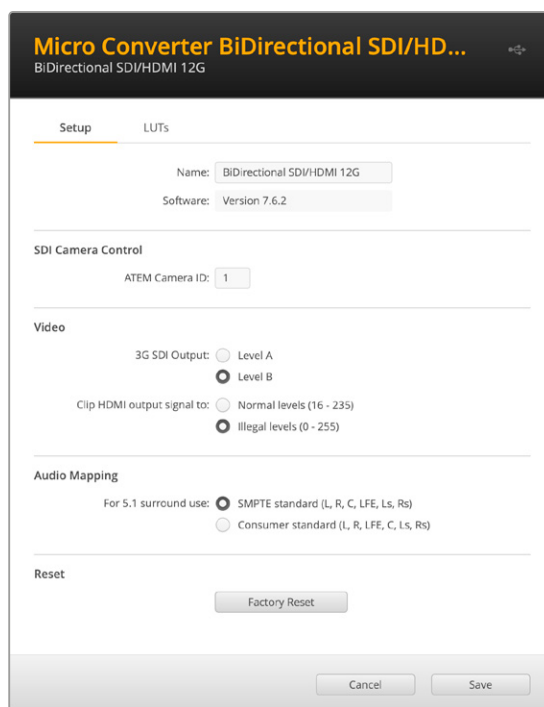 Micro Converter BiDirectional SDI/HD...
BiDirectional SDI/HDMI 12G
Setup LUTs
Name: BiDirectional SDI/HDMI 12G
Software: Version 7.6.2
SDI Camera Control
ATEM Camera ID: 1
Video
3G SDI Output: Level A
Level B
Clip HDMI output signal to: Normal levels (16 - 235)
Illegal levels (0 - 255)
Audio Mapping
For 5.1 surround use: SMPTE standard (L, R, C, LFE, Ls, Rs)
Consumer standard (L, R, LFE, C, Ls, Rs)
Reset
Factory Reset
Cancel Save